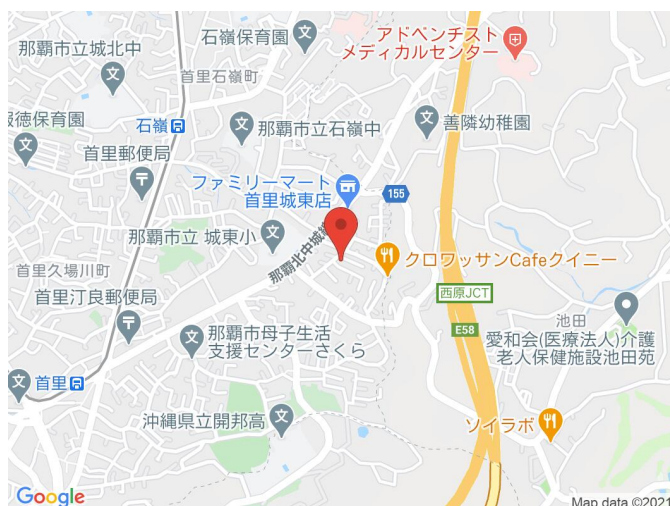 アドベンチスト
メディカルセンター
石嶺保育園
那覇市立城北中
首里石嶺町
石嶺
那覇市立石嶺中
善隣幼稚園
徳保育園
首里郵便局
ファミリーマート
首里城東店
155
那覇市立 城東小
那覇北中城線
クロワッサンCafeクイニー
首里久場川町
西原JCT
首里汀良郵便局
池田
E58
那覇市母子生活
支援センターさくら
愛和会(医療法人)介護
老人保健施設池田苑
首里
沖縄県立開邦高
ソイラボ
Google
Map data ©2021